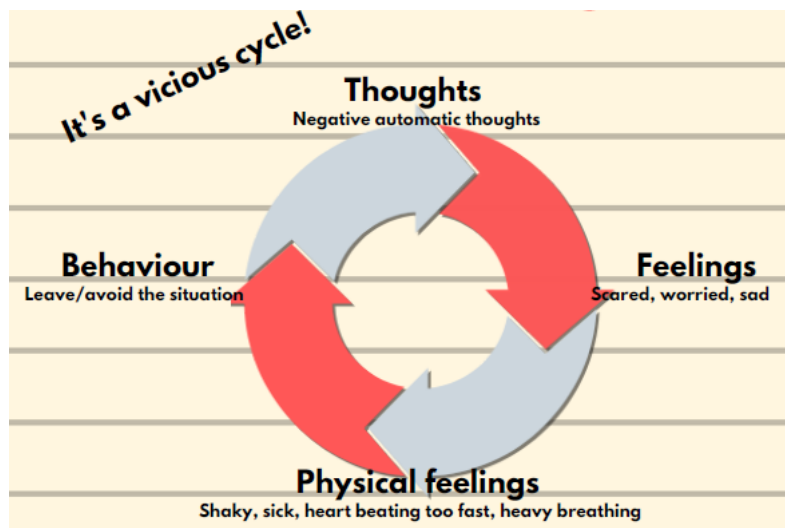 It's a vicious cycle!
Thoughts
Negative automatic thoughts
Behaviour
Leave/avoid the situation
Feelings
Scared, worried, sad
Physical feelings
Shaky, sick, heart beating too fast, heavy breathing